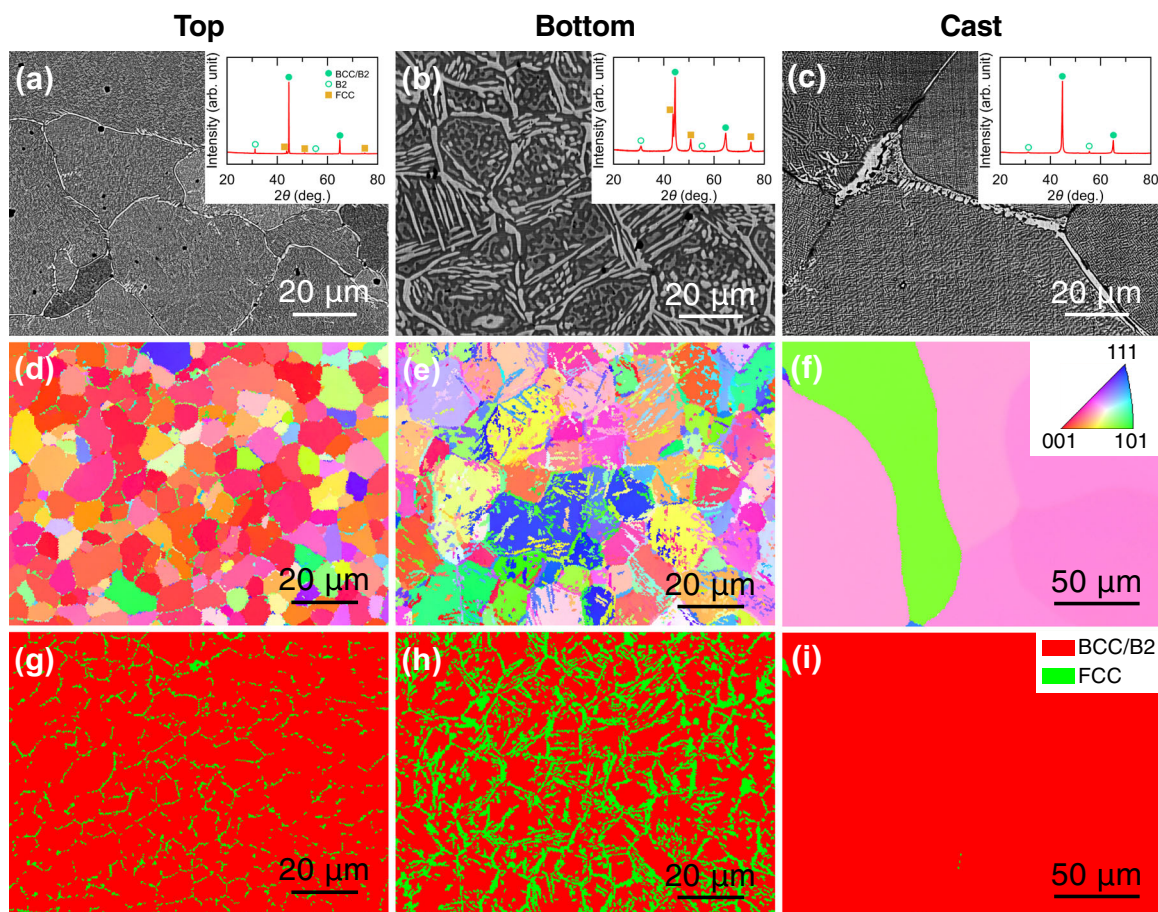 Top Bottom Cast
(a)
Intensity (arb. unit)
BCC/B2
B2
FCC
20 40 60 80
2θ (deg.)
20 µm
(b)
Intensity (arb. unit)
20 40 60 80
2θ (deg.)
20 µm
(c)
Intensity (arb. unit)
20 40 60 80
2θ (deg.)
20 µm
(d)
20 µm
(e)
20 µm
(f)
111
001 101
50 µm
(g)
20 µm
(h)
20 µm
(i)
BCC/B2
FCC
50 µm